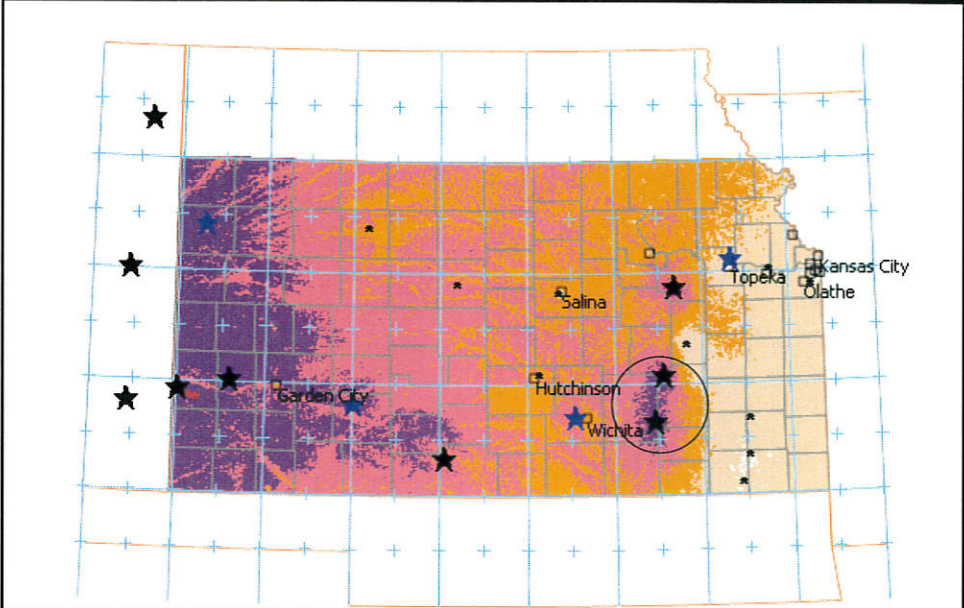 Kansas City
Topeka
Olathe
Salina
Hutchinson
Garden City
Wichita